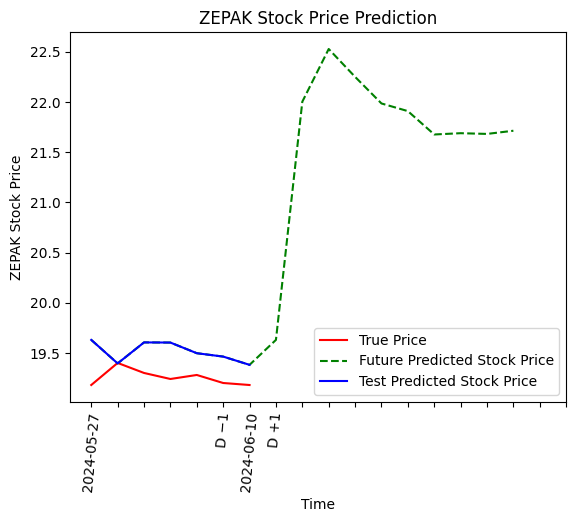 ZEPAK Stock Price Prediction
ZEPAK Stock Price
22.5
22.0
21.5
21.0
20.5
20.0
19.5
True Price
Future Predicted Stock Price
Test Predicted Stock Price
2024-05-27
D −1
2024-06-10
D +1
Time